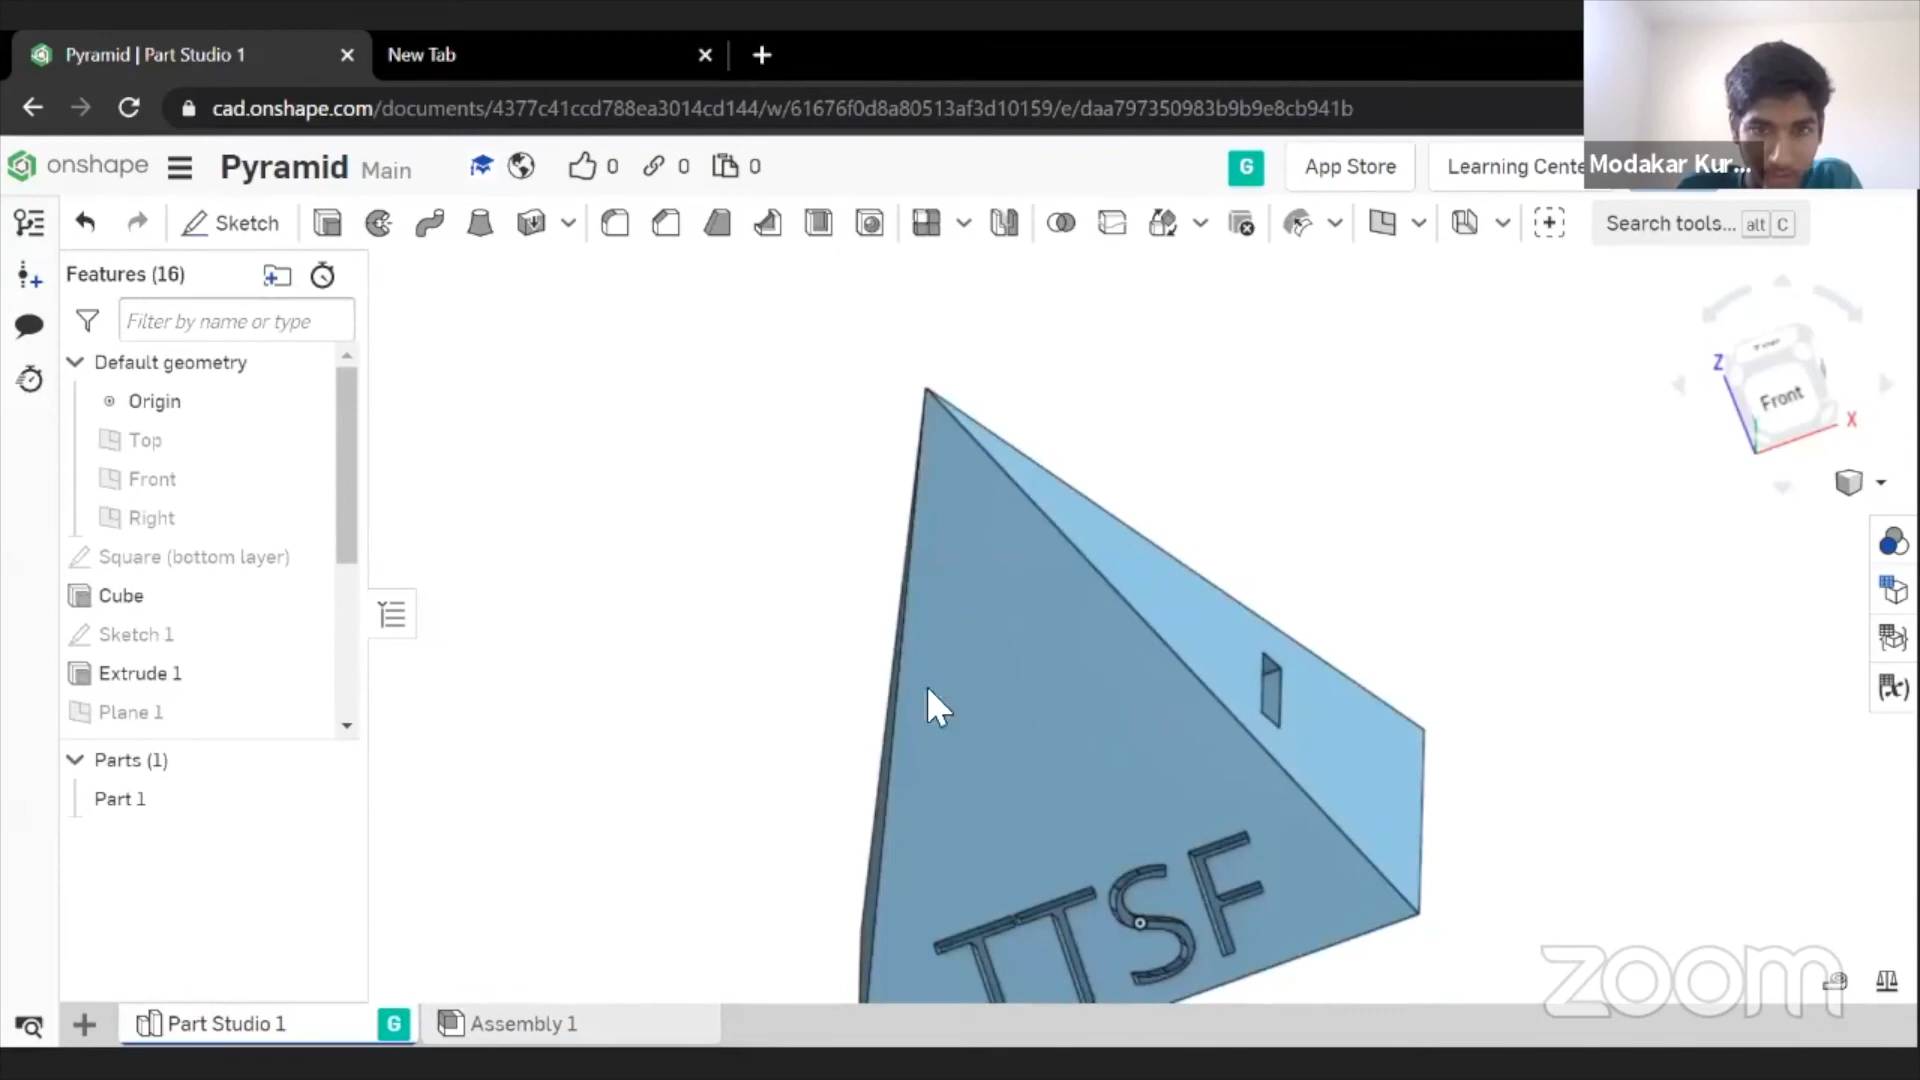 Pyramid | Part Studio 1
New Tab
cad.onshape.com/documents/4377c41ccd788ea3014cd144/w/61676f0d8a80513af3d10159/e/daa797350983b9b9e8cb941b
onshape
Pyramid Main
0
0
0
G
App Store
Learning Cente
Modakar Kur...
Sketch
Search tools... alt C
Features (16)
Filter by name or type
Default geometry
Origin
Top
Front
Right
Square (bottom layer)
Cube
Sketch 1
Extrude 1
Plane 1
Parts (1)
Part 1
Z
Top
Front
X
TTSF
zoom
Part Studio 1
G
Assembly 1